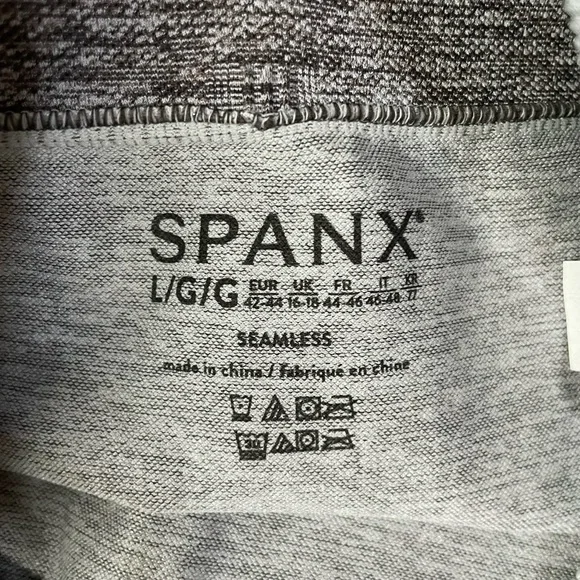 SPANX®
L/G/G EUR 42-44 UK 16-18 FR 44-46 IT 46-48 KR 77
SEAMLESS
made in china / fabriqué en chine
30